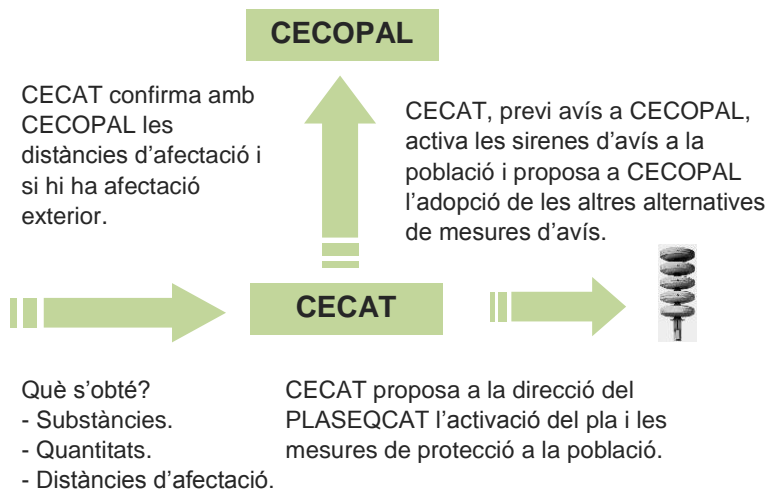 CECOPAL
CECAT confirma amb
CECOPAL les
distàncies d'afectació i
si hi ha afectació
exterior.
CECAT, previ avís a CECOPAL,
activa les sirenes d'avís a la
població i proposa a CECOPAL
l'adopció de les altres alternatives
de mesures d'avís.
CECAT
Què s'obté?
- Substàncies.
- Quantitats.
- Distàncies d'afectació.
CECAT proposa a la direcció del
PLASEQCAT l'activació del pla i les
mesures de protecció a la població.